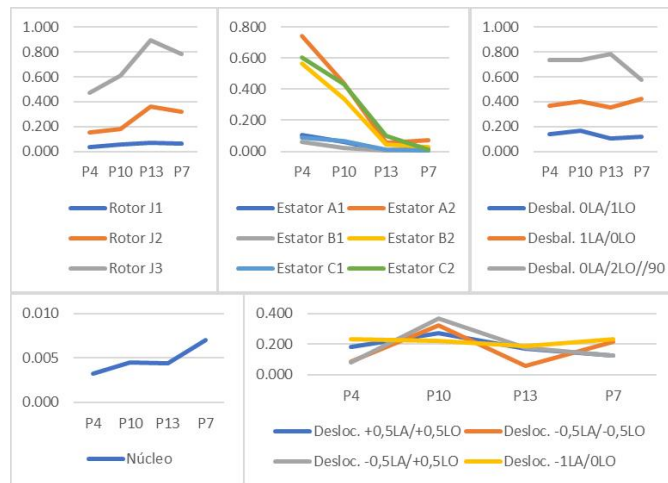 1.000
0.800
0.600
0.400
0.200
0.000
P4 P10 P13 P7
Rotor J1
Rotor J2
Rotor J3
0.800
0.600
0.400
0.200
0.000
P4 P10 P13 P7
Estator A1 Estator A2
Estator B1 Estator B2
Estator C1 Estator C2
1.000
0.800
0.600
0.400
0.200
0.000
P4 P10 P13 P7
Desbal. 0LA/1LO
Desbal. 1LA/0LO
Desbal. 0LA/2LO//90
0.010
0.005
0.000
P4 P10 P13 P7
Núcleo
0.400
0.200
0.000
P4 P10 P13 P7
Desloc. +0,5LA/+0,5LO Desloc. -0,5LA/-0,5LO
Desloc. -0,5LA/+0,5LO Desloc. -1LA/0LO